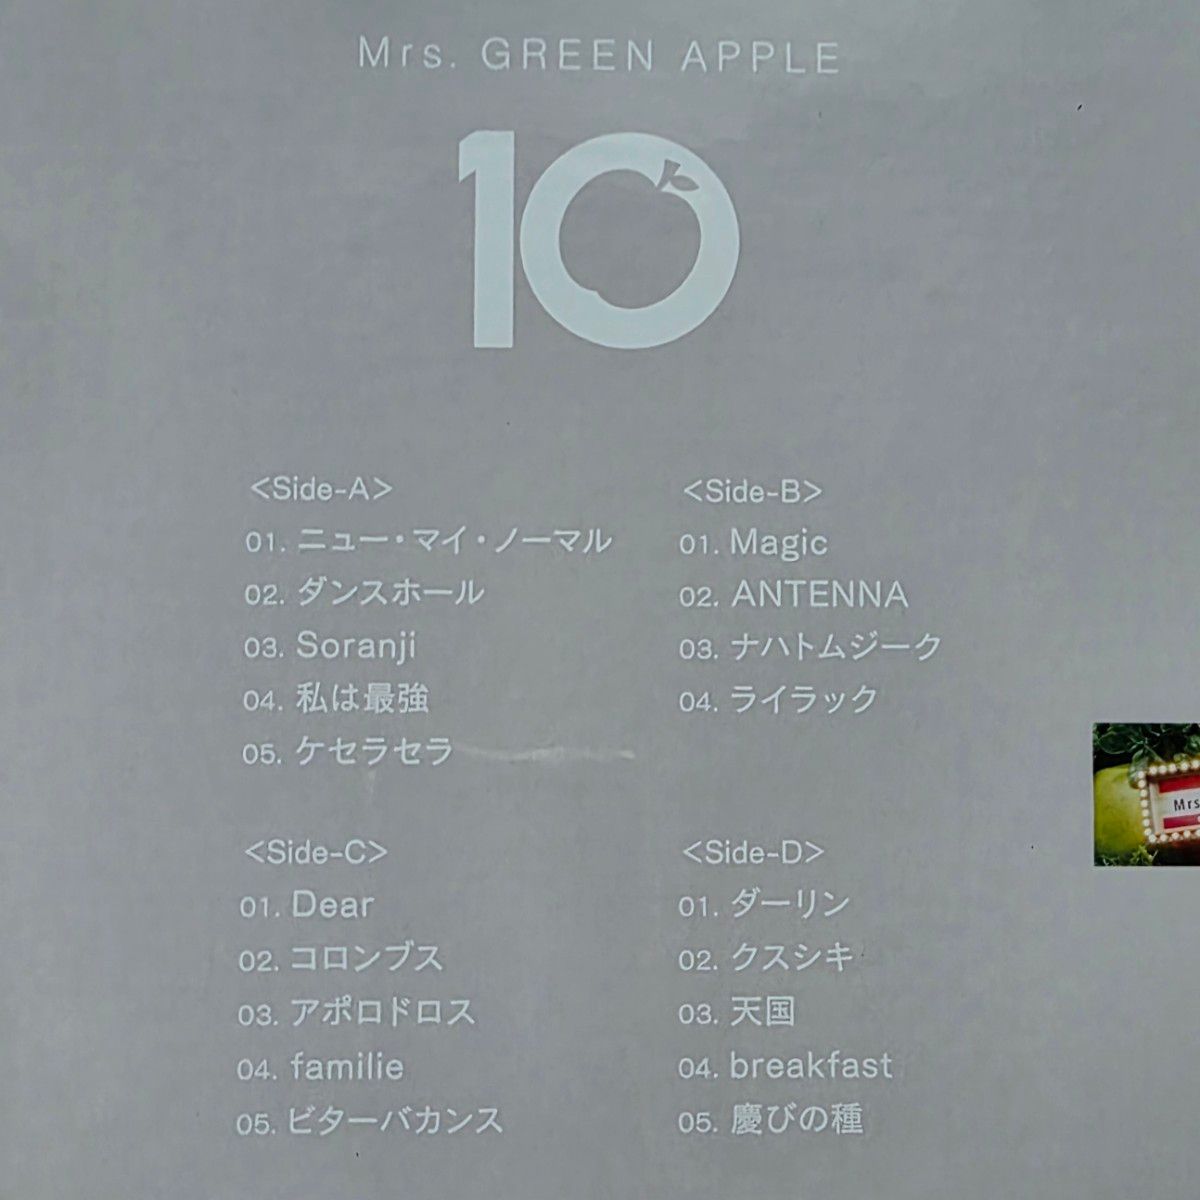 Mrs. GREEN APPLE
10
<Side-A>
01. ニュー・マイ・ノーマル
02. ダンスホール
03. Soranji
04. 私は最強
05. ケセラセラ
<Side-B>
01. Magic
02. ANTENNA
03. ナハトムジーク
04. ライラック
<Side-C>
01. Dear
02. コロンブス
03. アポロドロス
04. familie
05. ビターバカンス
<Side-D>
01. ダーリン
02. クスシキ
03. 天国
04. breakfast
05. 慶びの種
Mrs